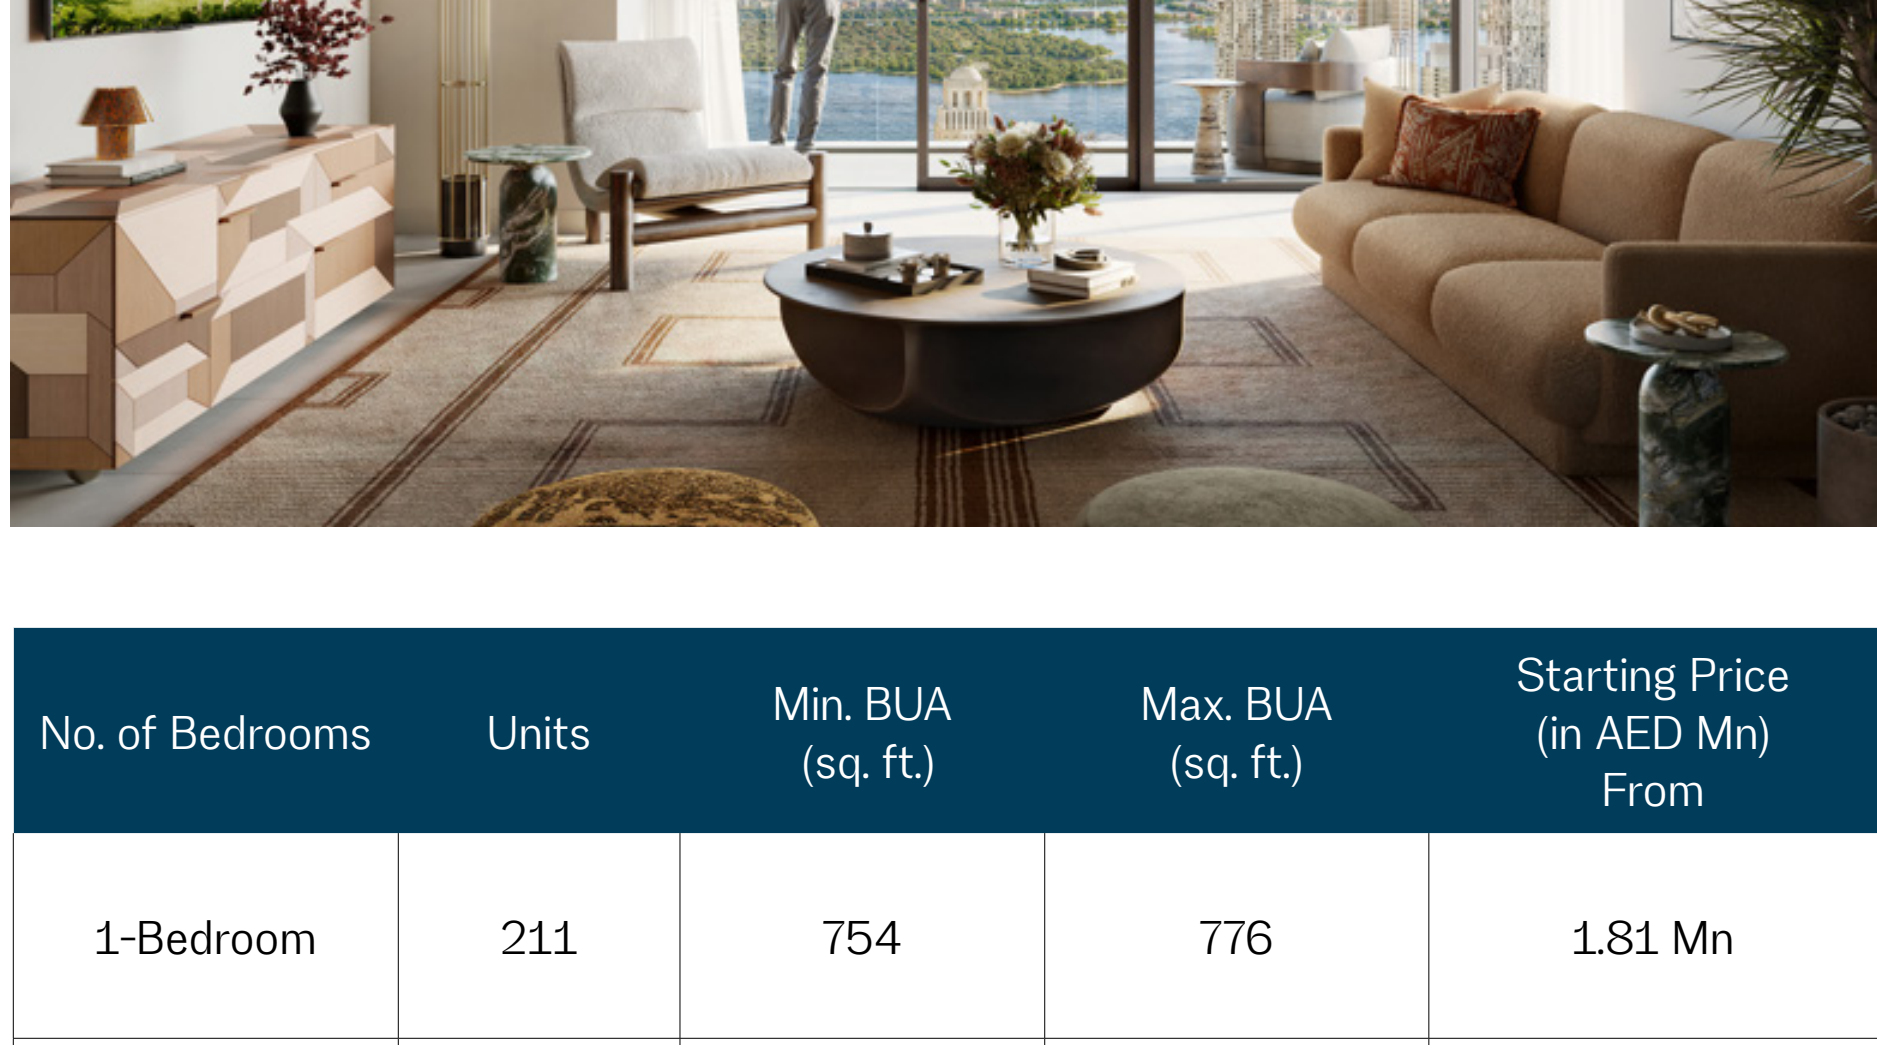 No. of Bedrooms
Units
Min. BUA
(sq. ft.)
Max. BUA
(sq. ft.)
Starting Price
(in AED Mn)
From
1-Bedroom
211
754
776
1.81 Mn